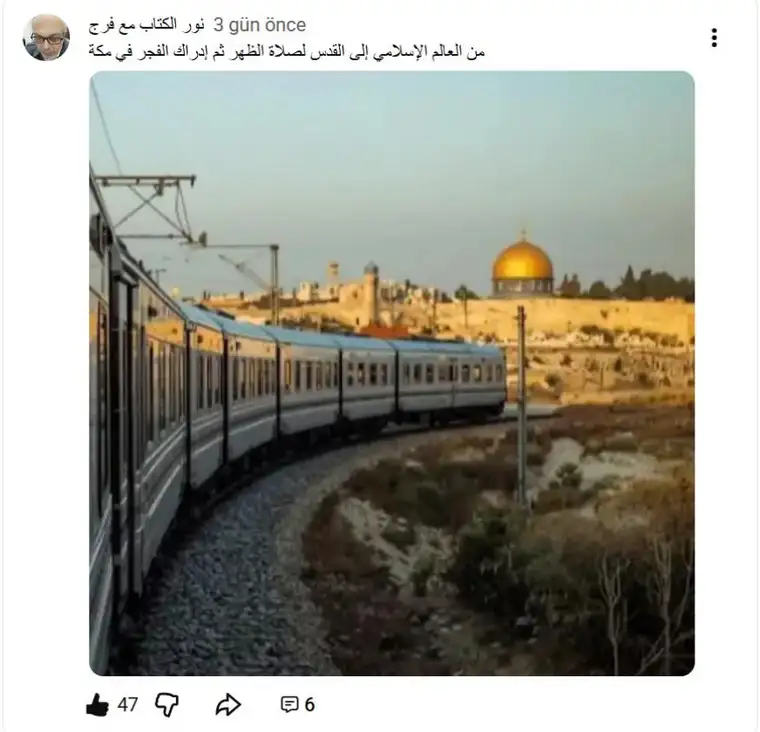 نور الكتاب مع فرج 3 gün önce
من العالم الإسلامي إلى القدس لصلاة الظهر ثم إدراك الفجر في مكة
47
6